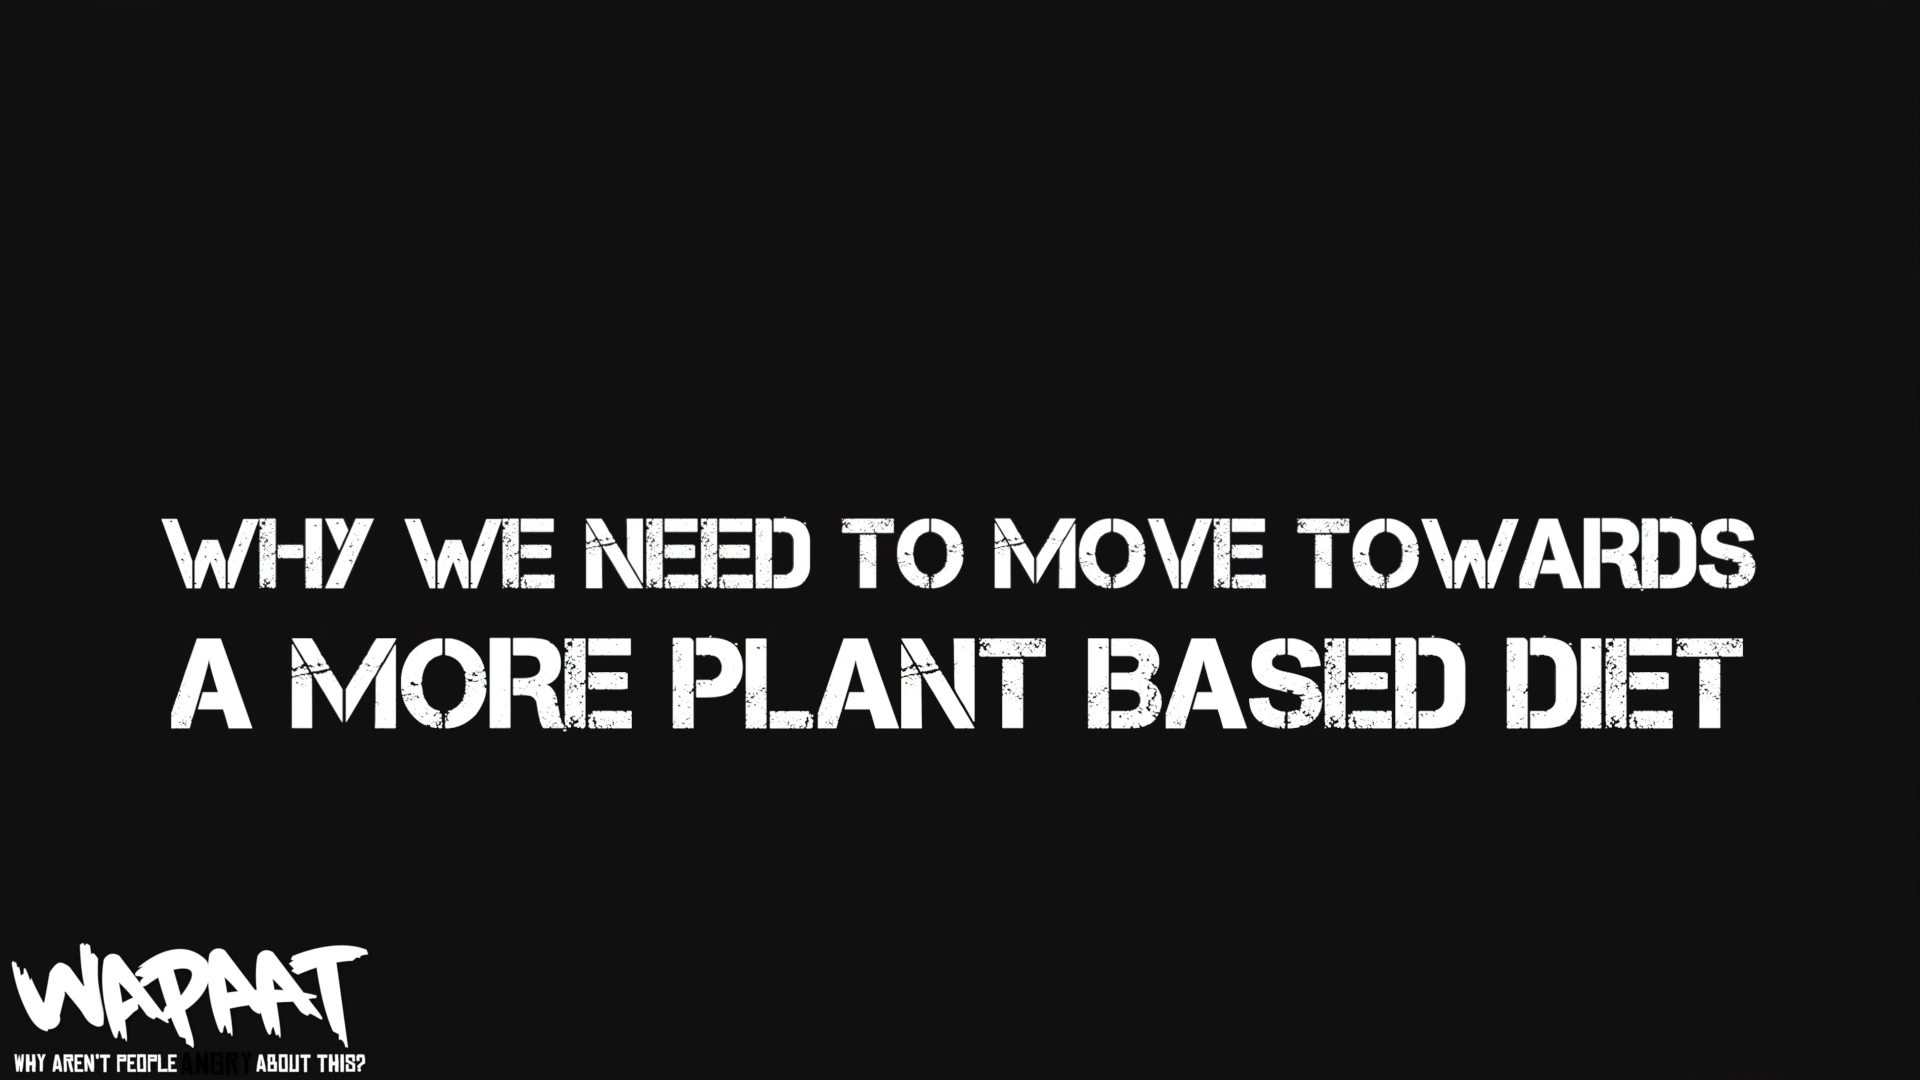 WHY WE NEED TO MOVE TOWARDS
A MORE PLANT BASED DIET
WAPAAT
WHY AREN'T PEOPLE ANGRY ABOUT THIS?